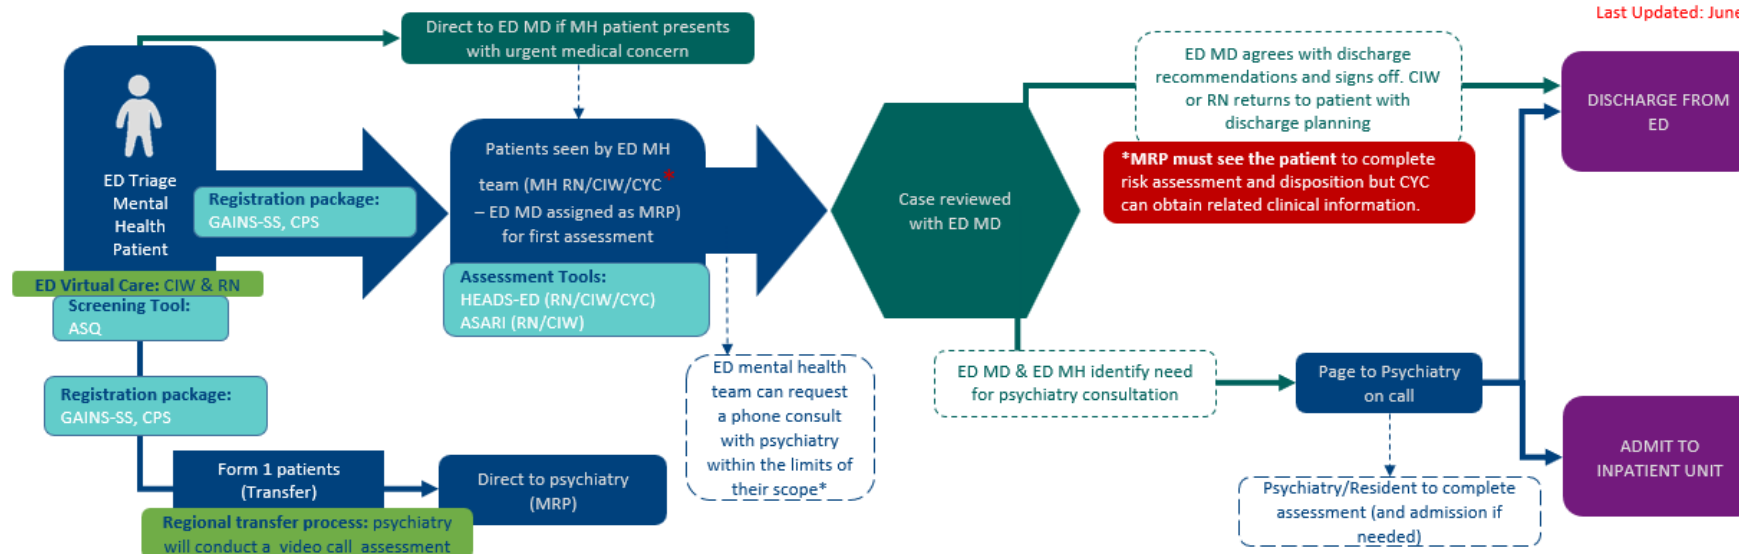 Last Updated: June
Direct to ED MD if MH patient presents
with urgent medical concern
ED Triage
Mental
Health
Patient
ED Virtual Care: CIW & RN
Screening Tool:
ASQ
Registration package:
GAINS-SS, CPS
Registration package:
GAINS-SS, CPS
Form 1 patients
(Transfer)
Regional transfer process: psychiatry
will conduct a video call assessment
Direct to psychiatry
(MRP)
Patients seen by ED MH
team (MH RN/CIW/CYC*
– ED MD assigned as MRP)
for first assessment
Assessment Tools:
HEADS-ED (RN/CIW/CYC)
ASARI (RN/CIW)
ED mental health
team can request
a phone consult
with psychiatry
within the limits of
their scope*
Case reviewed
with ED MD
ED MD agrees with discharge
recommendations and signs off. CIW
or RN returns to patient with
discharge planning
*MRP must see the patient to complete
risk assessment and disposition but CYC
can obtain related clinical information.
ED MD & ED MH identify need
for psychiatry consultation
Page to Psychiatry
on call
Psychiatry/Resident to complete
assessment (and admission if
needed)
DISCHARGE FROM
ED
ADMIT TO
INPATIENT UNIT